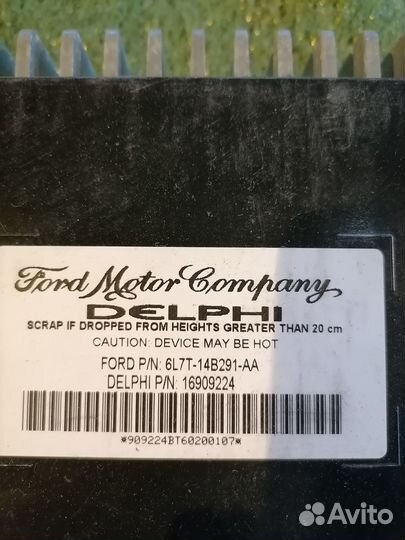 Ford Motor Company
DELPHI
SCRAP IF DROPPED FROM HEIGHTS GREATER THAN 20 cm
CAUTION: DEVICE MAY BE HOT
FORD P/N: 6L7T-14B291-AA
DELPHI P/N: 16909224
*909224BT60200107*
Avito